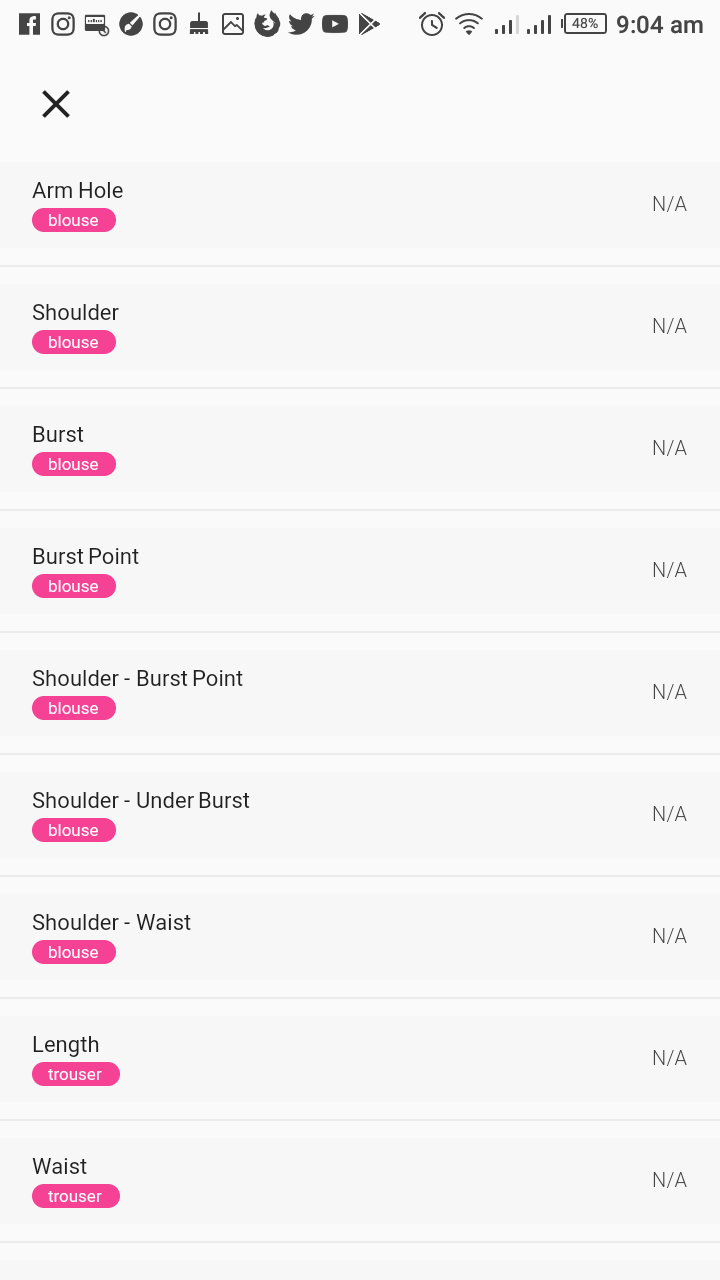 48%
9:04 am
Arm Hole
blouse
N/A
Shoulder
blouse
N/A
Burst
blouse
N/A
Burst Point
blouse
N/A
Shoulder - Burst Point
blouse
N/A
Shoulder - Under Burst
blouse
N/A
Shoulder - Waist
blouse
N/A
Length
trouser
N/A
Waist
trouser
N/A